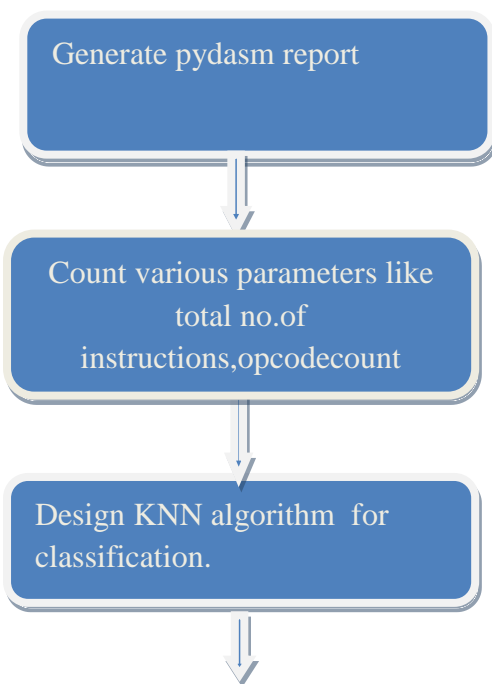 Generate pydasm report
Count various parameters like
total no.of
instructions,opcodecount
Design KNN algorithm  for
classification.